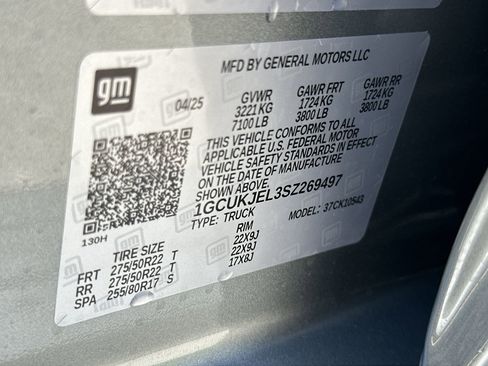 gm
MFD BY GENERAL MOTORS LLC
04/25 GVWR GAWR FRT GAWR RR
3221 KG 1724 KG 1724 KG
7100 LB 3800 LB 3800 LB
THIS VEHICLE CONFORMS TO ALL
APPLICABLE U.S. FEDERAL MOTOR
VEHICLE SAFETY STANDARDS IN EFFECT
ON THE DATE OF MANUFACTURE
SHOWN ABOVE.
1GCUKJEL3SZ269497
TYPE: TRUCK MODEL: 37CK10543
130H
TIRE SIZE RIM
FRT 275/50R22 T 22X9J
RR 275/50R22 T 22X9J
SPA 255/80R17 S 17X8J